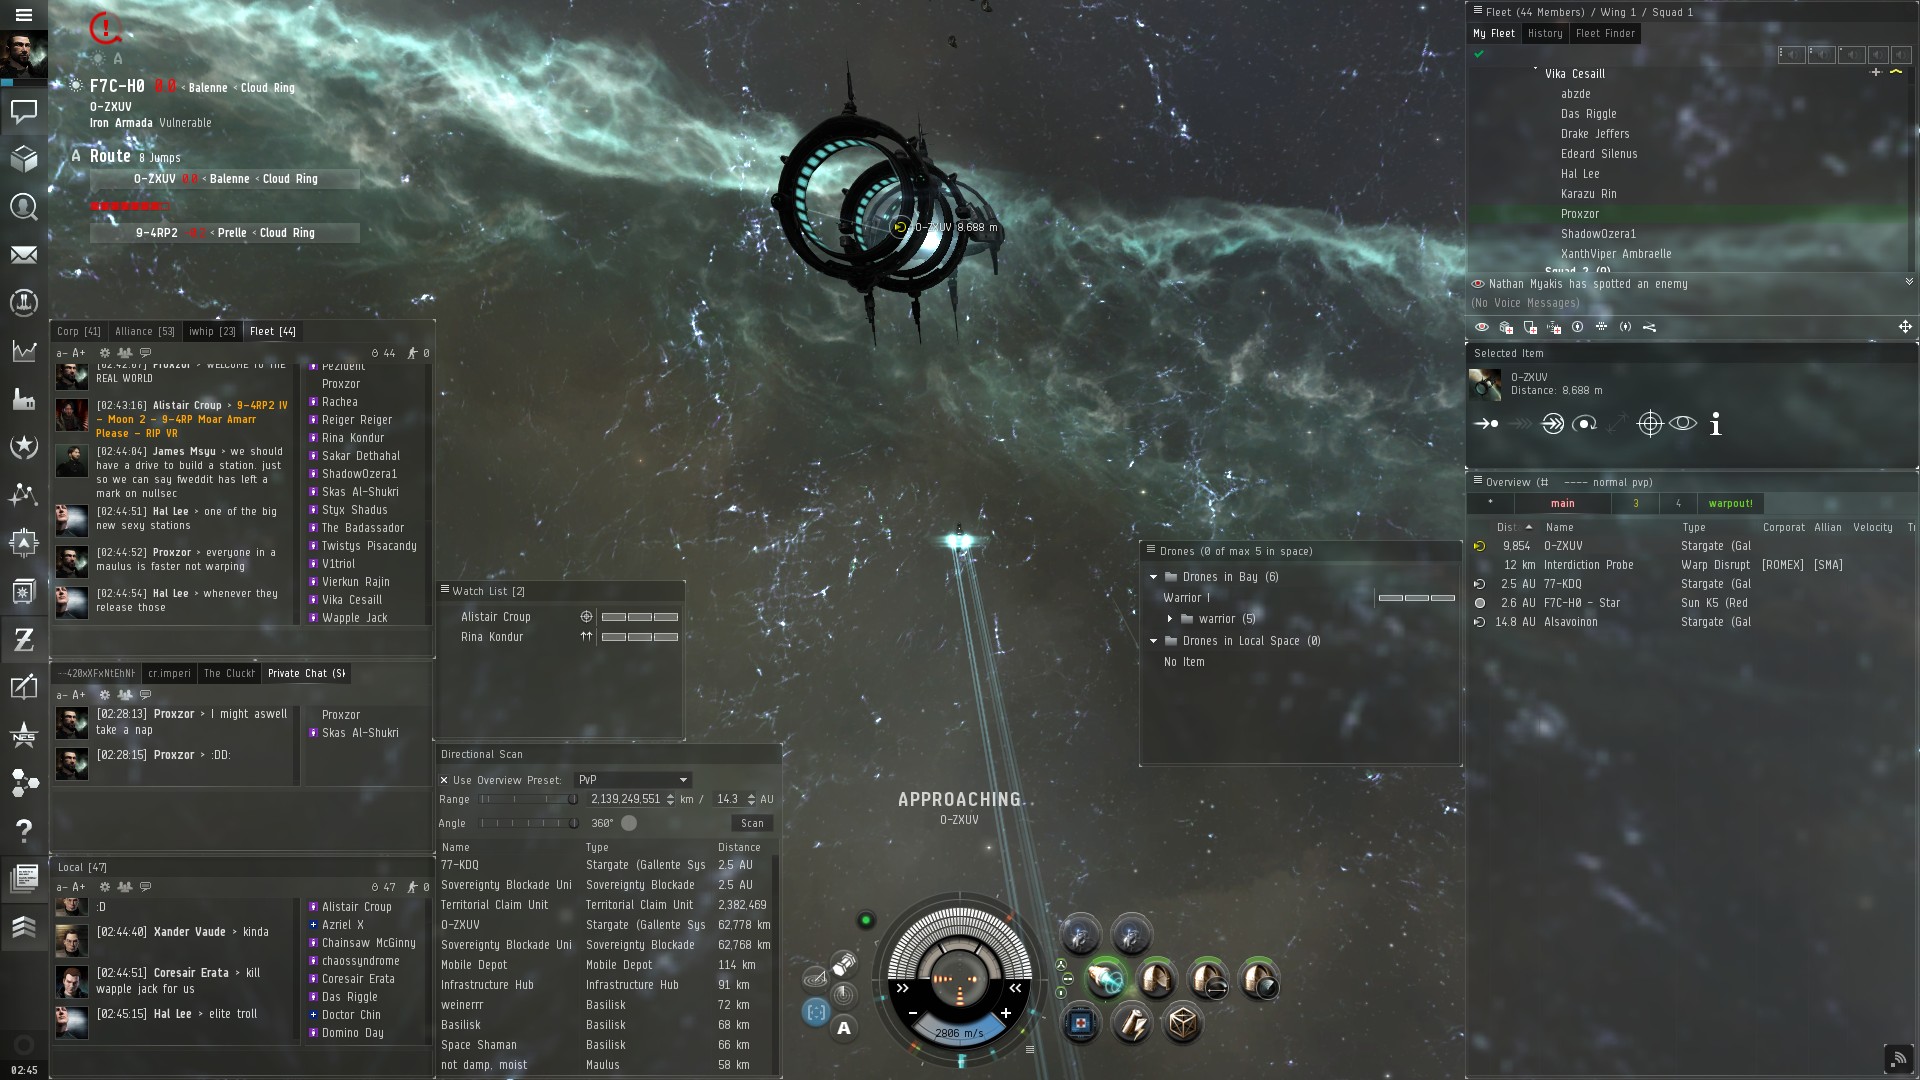 F7C-H0 0.0 < Balenne < Cloud Ring
O-ZXUV
Iron Armada Vulnerable
A Route 8 Jumps
O-ZXUV 0.0 < Balenne < Cloud Ring
9-4RP2 < Prelle < Cloud Ring
O-ZXUV 8,688 m
Corp [41] Alliance [53] iwhip [23] Fleet [44]
a- A+ 44 0
[02:42:07] Proxzor > WELCOME TO THE
REAL WORLD
[02:43:16] Alistair Croup > 9-4RP2 IV
- Moon 2 - 9-4RP Moar Amarr
Please - RIP VR
[02:44:04] James Msyu > we should
have a drive to build a station, just
so we can say fweddit has left a
mark on nullsec
[02:44:51] Hal Lee > one of the big
new sexy stations
[02:44:52] Proxzor > everyone in a
maulus is faster not warping
[02:44:54] Hal Lee > whenever they
release those
Pezident
Proxzor
Rachea
Reiger Reiger
Rina Kondur
Sakar Dethahal
ShadowOzera1
Skas Al-Shukri
Styx Shadus
The Badassador
Twistys Pisacandy
V1triol
Vierkun Rajin
Vika Cesaill
Wapple Jack
--420xXFxNtEhNt cr.imperi The Cluckt Private Chat (Sk
a- A+
[02:28:13] Proxzor > I might aswell
take a nap
[02:28:15] Proxzor > :DD:
Proxzor
Skas Al-Shukri
Local [47]
a- A+ 47 0
:D
[02:44:40] Xander Vaude > kinda
[02:44:51] Coresair Erata > kill
wapple jack for us
[02:45:15] Hal Lee > elite troll
Alistair Croup
Azriel X
Chainsaw McGinny
chaossyndrome
Coresair Erata
Das Riggle
Doctor Chin
Domino Day
02:45
Watch List [2]
Alistair Croup
Rina Kondur
Directional Scan
Use Overview Preset: PvP
Range 2,139,249,551 km / 14.3 AU
Angle 360° Scan
Name Type Distance
77-KDQ Stargate (Gallente Sys 2.5 AU
Sovereignty Blockade Uni Sovereignty Blockade 2.5 AU
Territorial Claim Unit Territorial Claim Unit 2,382,469
O-ZXUV Stargate (Gallente Sys 62,778 km
Sovereignty Blockade Uni Sovereignty Blockade 62,768 km
Mobile Depot Mobile Depot 114 km
Infrastructure Hub Infrastructure Hub 91 km
weinerrr Basilisk 72 km
Basilisk Basilisk 68 km
Space Shaman Basilisk 66 km
not damp, moist Maulus 58 km
APPROACHING
O-ZXUV
A
2806 m/s
Drones (0 of max 5 in space)
Drones in Bay (6)
Warrior I
warrior (5)
Drones in Local Space (0)
No Item
Fleet (44 Members) / Wing 1 / Squad 1
My Fleet History Fleet Finder
Vika Cesaill
abzde
Das Riggle
Drake Jeffers
Edeard Silenus
Hal Lee
Karazu Rin
Proxzor
ShadowOzera1
XanthViper Ambraelle
Squad 2 (9)
Nathan Myakis has spotted an enemy
(No Voice Messages)
Selected Item
O-ZXUV
Distance: 8,688 m
Overview (# ---- normal pvp)
* main 3 4 warpout!
Dist Name Type Corporat Allian Velocity
9,854 O-ZXUV Stargate (Gal
12 km Interdiction Probe Warp Disrupt [ROMEX] [SMA]
2.5 AU 77-KDQ Stargate (Gal
2.6 AU F7C-H0 - Star Sun K5 (Red
14.8 AU Alsavoinon Stargate (Gal